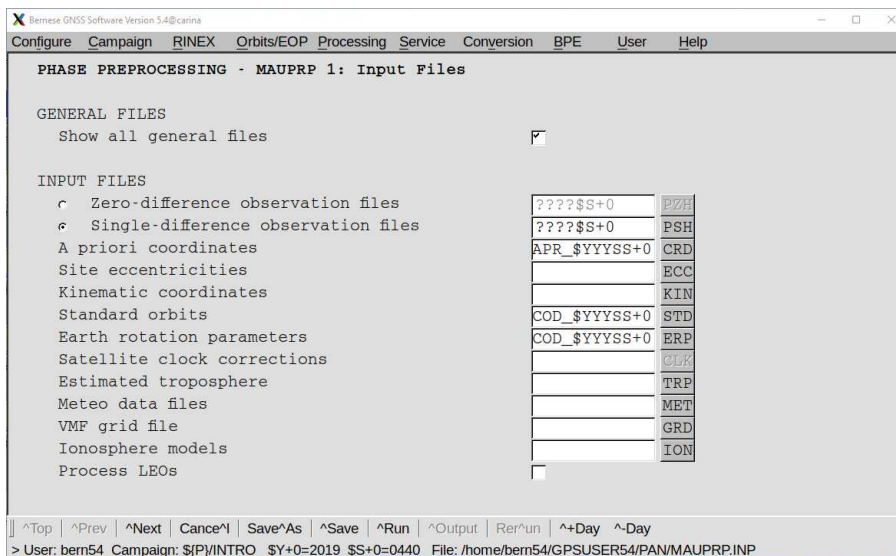 Bernese GNSS Software Version 5.4@carina
Configure Campaign RINEX Orbits/EOP Processing Service Conversion BPE User Help
PHASE PREPROCESSING - MAUPRP 1: Input Files
GENERAL FILES
Show all general files
INPUT FILES
Zero-difference observation files ????$S+0 PZH
Single-difference observation files ????$S+0 PSH
A priori coordinates APR_$YYYSS+0 CRD
Site eccentricities ECC
Kinematic coordinates KIN
Standard orbits COD_$YYYSS+0 STD
Earth rotation parameters COD_$YYYSS+0 ERP
Satellite clock corrections CLK
Estimated troposphere TRP
Meteo data files MET
VMF grid file GRD
Ionosphere models ION
Process LEOs
^Top | ^Prev | ^Next | Cance^l | Save^As | ^Save | ^Run | ^Output | Rer^un | ^+Day ^-Day
> User: bern54 Campaign: ${P}/INTRO $Y+0=2019 $S+0=0440 File: /home/bern54/GPSUSER54/PAN/MAUPRP.INP